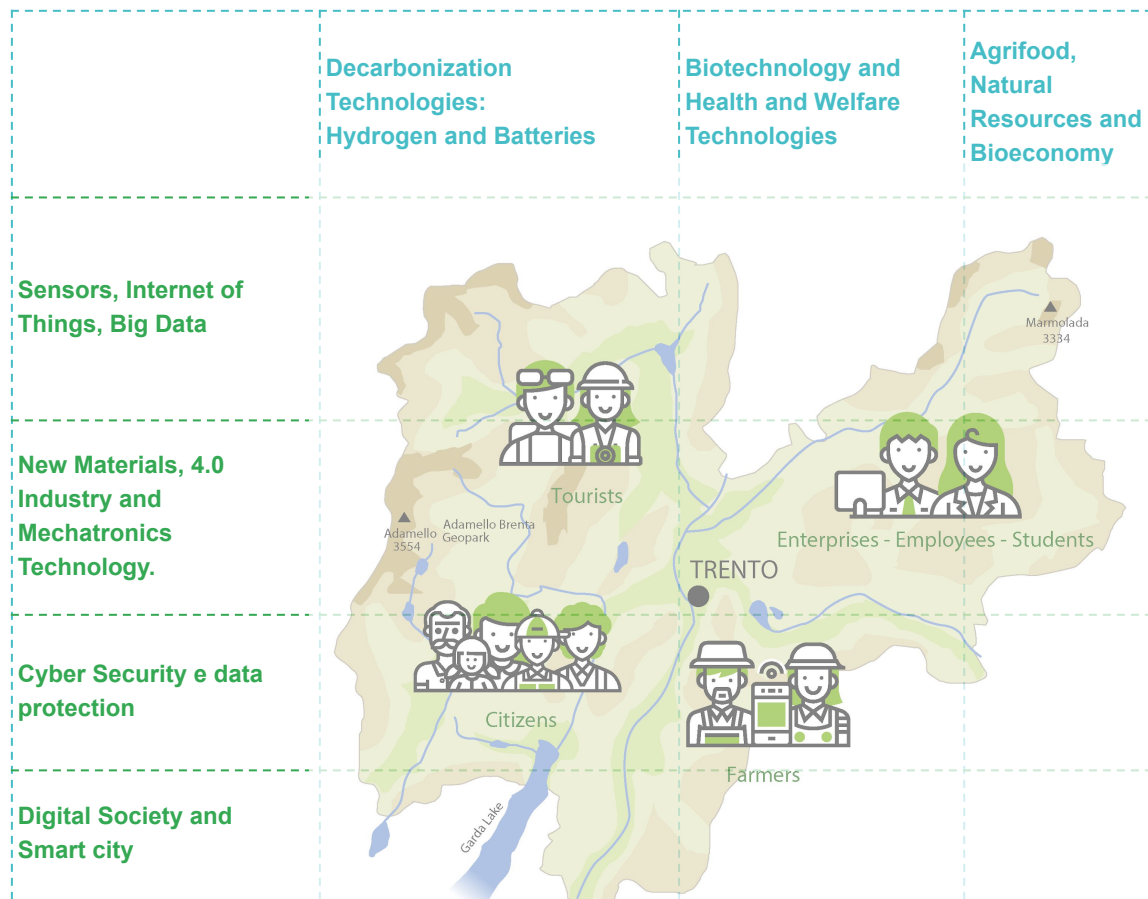 Decarbonization
Technologies:
Hydrogen and Batteries
Biotechnology and
Health and Welfare
Technologies
Agrifood,
Natural
Resources and
Bioeconomy
Sensors, Internet of
Things, Big Data
Marmolada
3334
New Materials, 4.0
Industry and
Mechatronics
Technology.
Tourists
Adamello
3554
Adamello Brenta
Geopark
Enterprises - Employees - Students
TRENTO
Cyber Security e data
protection
Citizens
Farmers
Digital Society and
Smart city
Garda Lake